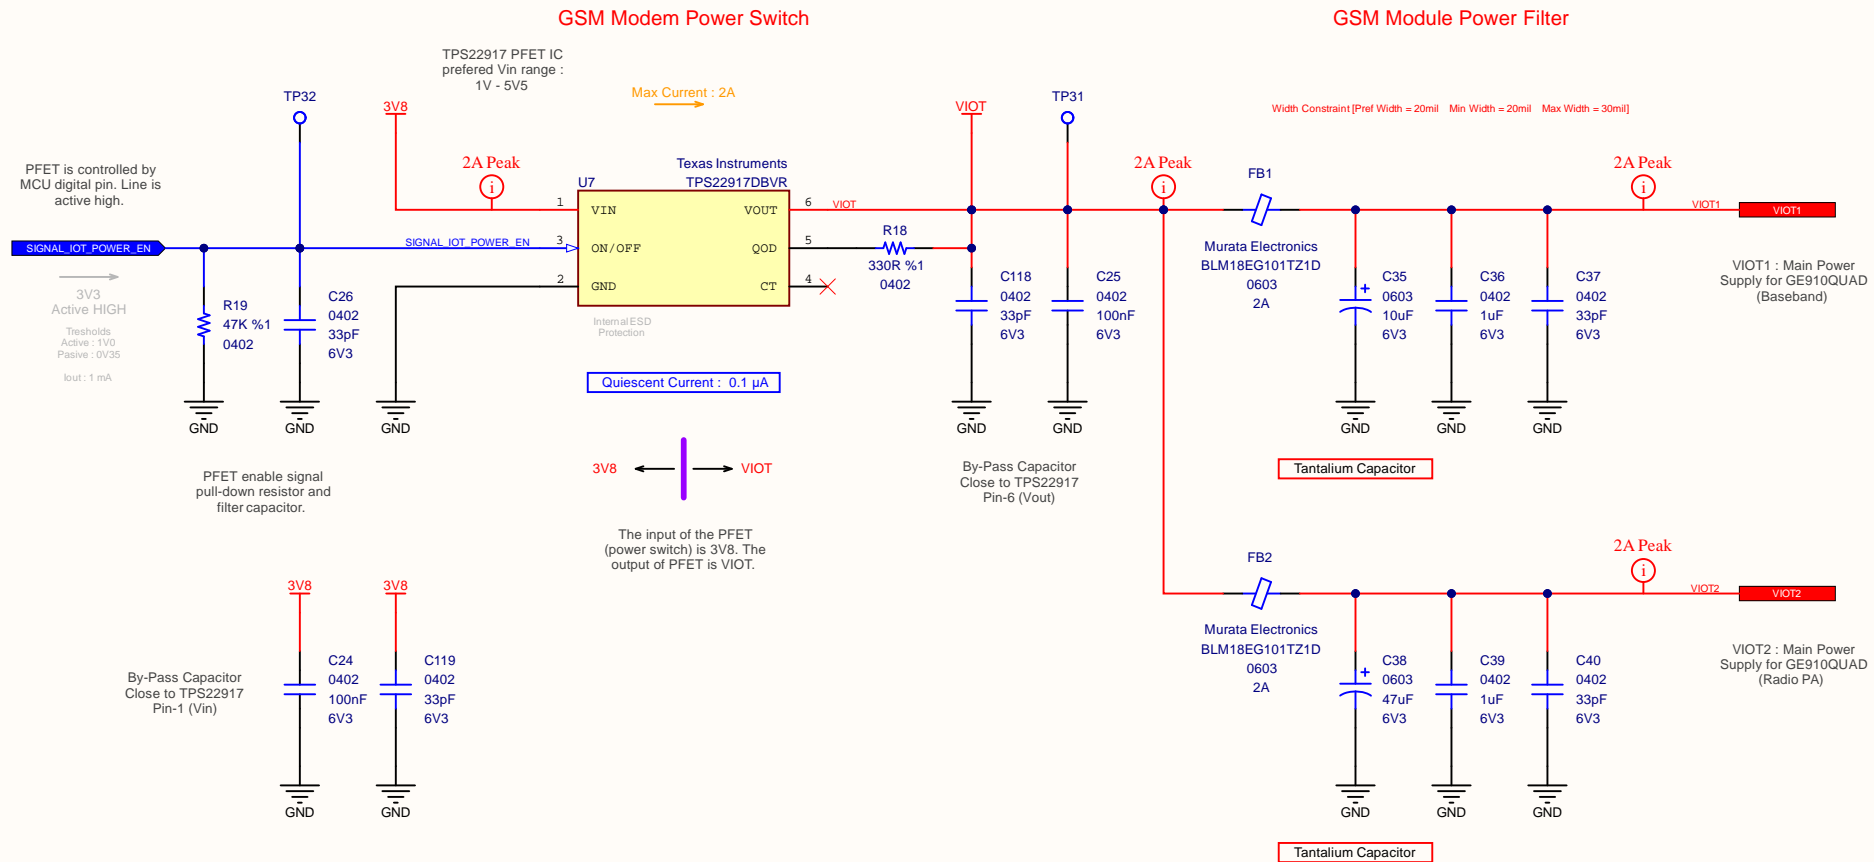 GSM Modem Power Switch
GSM Module Power Filter
TPS22917 PFET IC
prefered Vin range :
1V - 5V5
Max Current : 2A
TP32
3V8
VIOT
TP31
Width Constraint [Pref Width = 20mil Min Width = 20mil Max Width = 30mil]
PFET is controlled by
MCU digital pin. Line is
active high.
2A Peak
i
Texas Instruments
TPS22917DBVR
U7
2A Peak
i
FB1
2A Peak
i
1
VIN
VOUT
6
VIOT
VIOT1
VIOT1
SIGNAL_IOT_POWER_EN
SIGNAL_IOT_POWER_EN
3
ON/OFF
QOD
5
R18
330R %1
0402
2
GND
CT
4
Murata Electronics
BLM18EG101TZ1D
0603
2A
3V3
Active HIGH
Tresholds
Active : 1V0
Pasive : 0V35
Iout : 1 mA
R19
47K %1
0402
C26
0402
33pF
6V3
Internal ESD
Protection
C118
0402
33pF
6V3
C25
0402
100nF
6V3
C35
0603
10uF
6V3
+
C36
0402
1uF
6V3
C37
0402
33pF
6V3
VIOT1 : Main Power
Supply for GE910QUAD
(Baseband)
Quiescent Current : 0.1 µA
GND
GND
GND
GND
GND
GND
GND
GND
PFET enable signal
pull-down resistor and
filter capacitor.
3V8
VIOT
By-Pass Capacitor
Close to TPS22917
Pin-6 (Vout)
Tantalium Capacitor
The input of the PFET
(power switch) is 3V8. The
output of PFET is VIOT.
3V8
3V8
FB2
2A Peak
i
VIOT2
VIOT2
Murata Electronics
BLM18EG101TZ1D
0603
2A
By-Pass Capacitor
Close to TPS22917
Pin-1 (Vin)
C24
0402
100nF
6V3
C119
0402
33pF
6V3
+
C38
0603
47uF
6V3
C39
0402
1uF
6V3
C40
0402
33pF
6V3
VIOT2 : Main Power
Supply for GE910QUAD
(Radio PA)
GND
GND
GND
GND
GND
Tantalium Capacitor